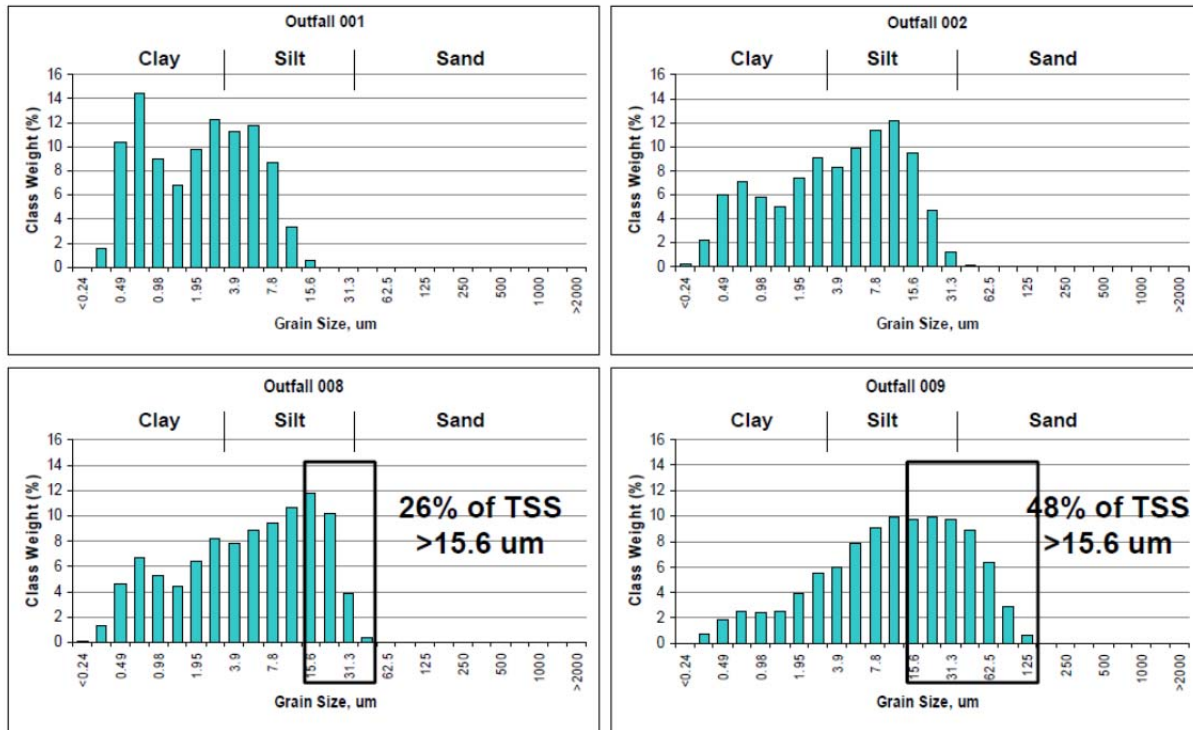 Outfall 001
Clay Silt Sand
Class Weight (%)
16
14
12
10
8
6
4
2
0
<0.24 0.49 0.98 1.95 3.9 7.8 15.6 31.3 62.5 125 250 500 1000 >2000
Grain Size, um
Outfall 002
Clay Silt Sand
Class Weight (%)
16
14
12
10
8
6
4
2
0
<0.24 0.49 0.98 1.95 3.9 7.8 15.6 31.3 62.5 125 250 500 1000 >2000
Grain Size, um
Outfall 008
Clay Silt Sand
Class Weight (%)
16
14
12
10
8
6
4
2
0
26% of TSS
>15.6 um
<0.24 0.49 0.98 1.95 3.9 7.8 15.6 31.3 62.5 125 250 500 1000 >2000
Grain Size, um
Outfall 009
Clay Silt Sand
Class Weight (%)
16
14
12
10
8
6
4
2
0
48% of TSS
>15.6 um
<0.24 0.49 0.98 1.95 3.9 7.8 15.6 31.3 62.5 125 250 500 1000 >2000
Grain Size, um